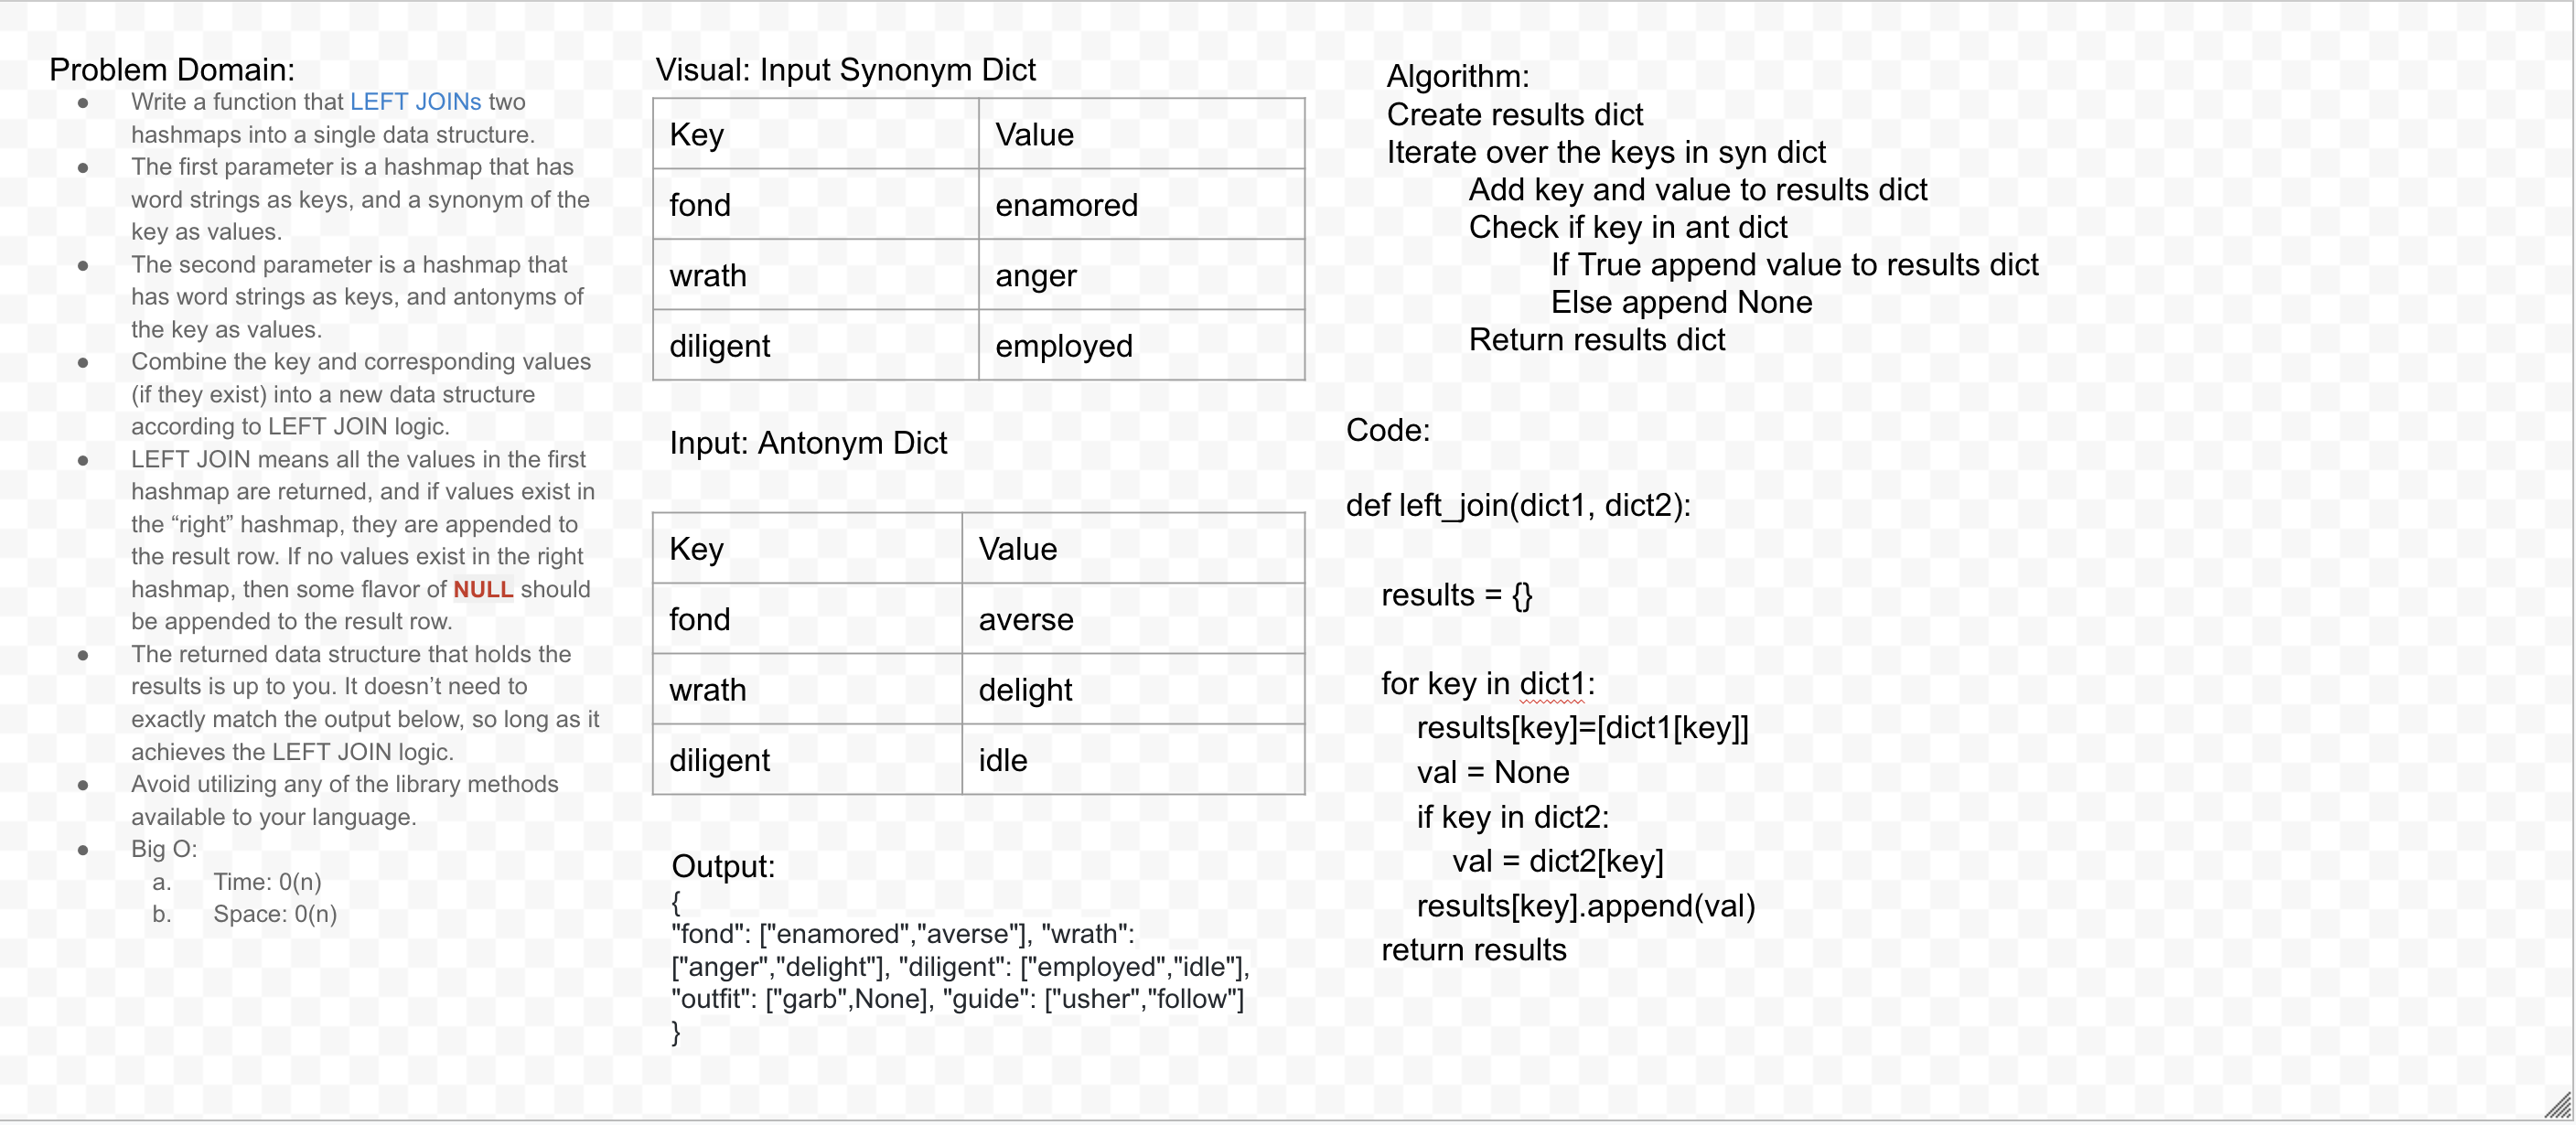 Problem Domain:
● Write a function that LEFT JOINs two
hashmaps into a single data structure.
● The first parameter is a hashmap that has
word strings as keys, and a synonym of the
key as values.
● The second parameter is a hashmap that
has word strings as keys, and antonyms of
the key as values.
● Combine the key and corresponding values
(if they exist) into a new data structure
according to LEFT JOIN logic.
● LEFT JOIN means all the values in the first
hashmap are returned, and if values exist in
the “right” hashmap, they are appended to
the result row. If no values exist in the right
hashmap, then some flavor of NULL should
be appended to the result row.
● The returned data structure that holds the
results is up to you. It doesn’t need to
exactly match the output below, so long as it
achieves the LEFT JOIN logic.
● Avoid utilizing any of the library methods
available to your language.
● Big O:
a. Time: 0(n)
b. Space: 0(n)
Visual: Input Synonym Dict
Key Value
fond enamored
wrath anger
diligent employed
Input: Antonym Dict
Key Value
fond averse
wrath delight
diligent idle
Output:
{
"fond": ["enamored","averse"], "wrath":
["anger","delight"], "diligent": ["employed","idle"],
"outfit": ["garb",None], "guide": ["usher","follow"]
}
Algorithm:
Create results dict
Iterate over the keys in syn dict
Add key and value to results dict
Check if key in ant dict
If True append value to results dict
Else append None
Return results dict
Code:
def left_join(dict1, dict2):
results = {}
for key in dict1:
results[key]=[dict1[key]]
val = None
if key in dict2:
val = dict2[key]
results[key].append(val)
return results